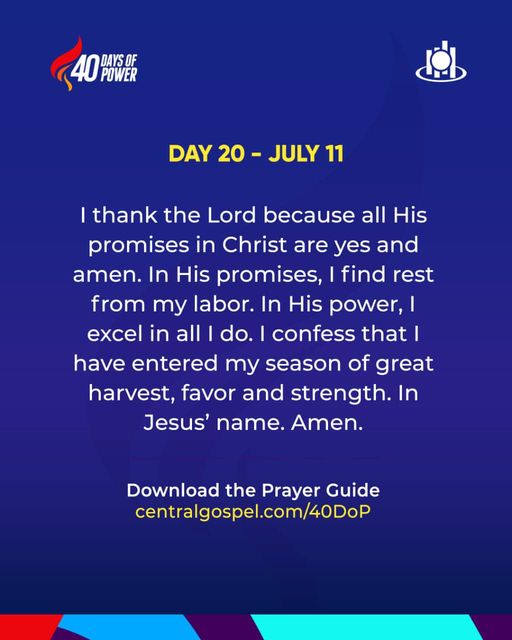 40 DAYS OF
POWER
DAY 20 - JULY 11
I thank the Lord because all His
promises in Christ are yes and
amen. In His promises, I find rest
from my labor. In His power, I
excel in all I do. I confess that I
have entered my season of great
harvest, favor and strength. In
Jesus’ name. Amen.
Download the Prayer Guide
centralgospel.com/40DoP